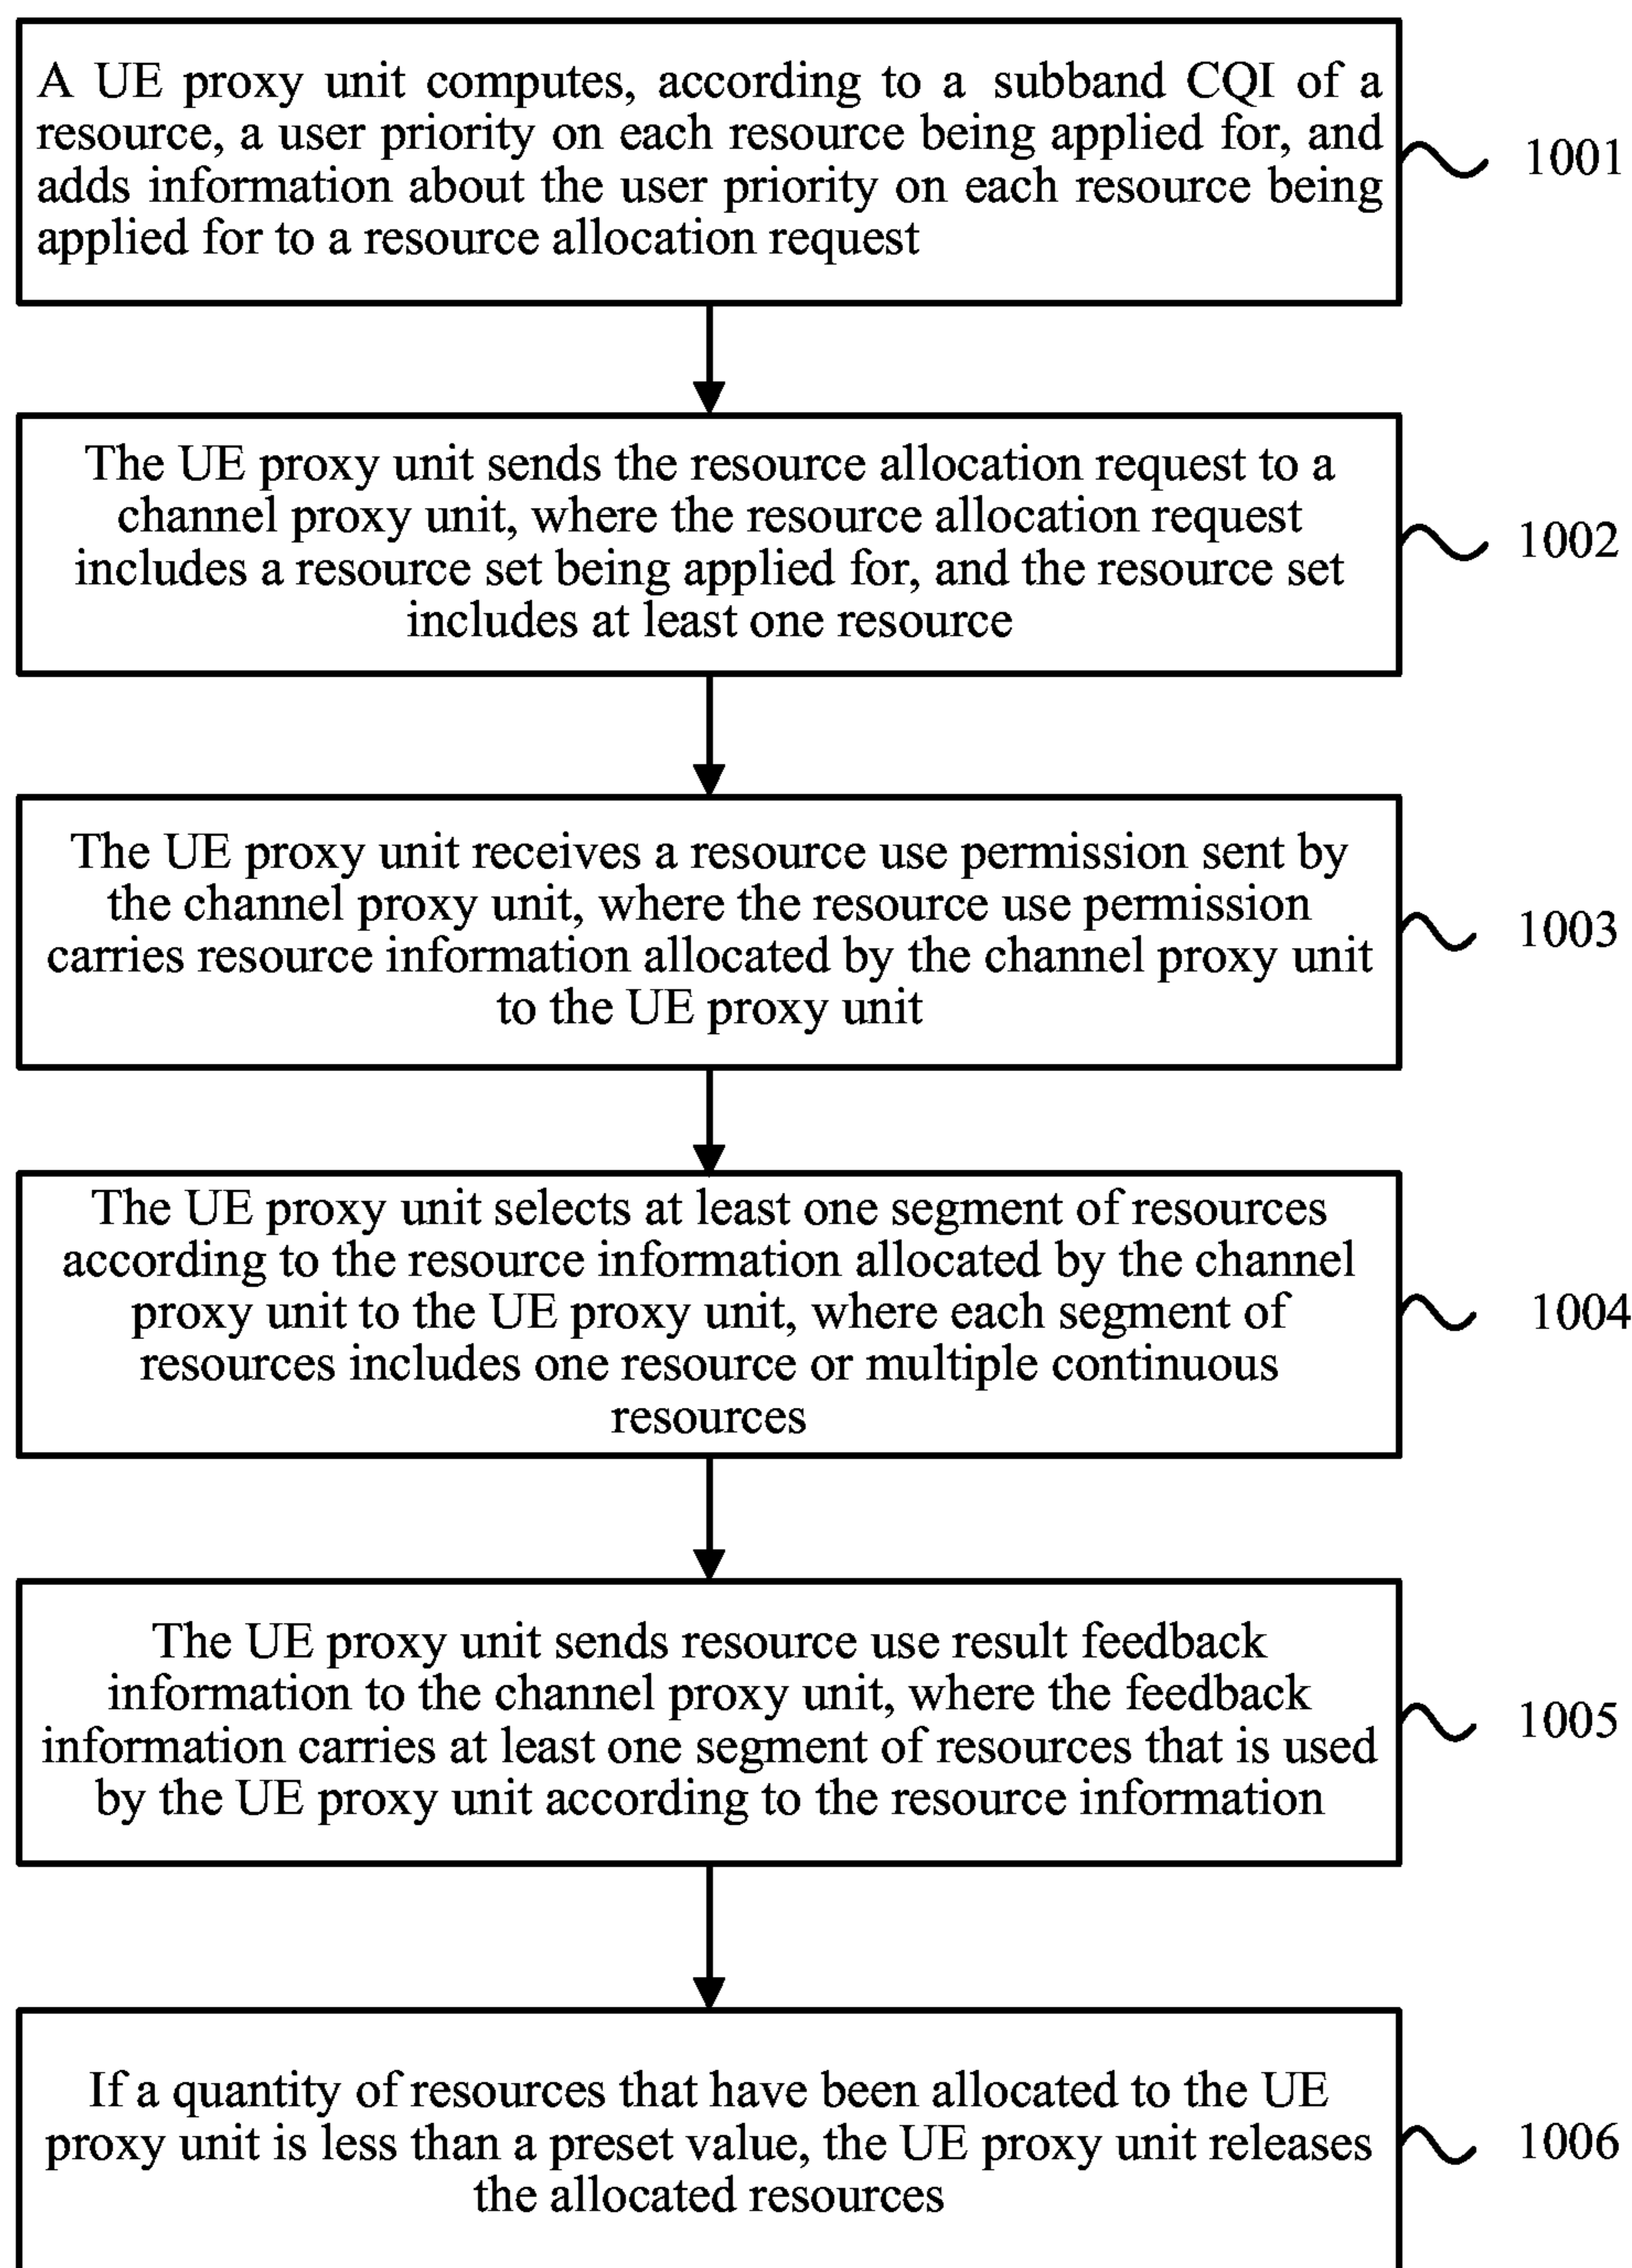 A UE proxy unit computes, according to a subband CQI of a
resource, a user priority on each resource being applied for, and
adds information about the user priority on each resource being
applied for to a resource allocation request
1001
The UE proxy unit sends the resource allocation request to a
channel proxy unit, where the resource allocation request
includes a resource set being applied for, and the resource set
includes at least one resource
1002
The UE proxy unit receives a resource use permission sent by
the channel proxy unit, where the resource use permission
carries resource information allocated by the channel proxy unit
to the UE proxy unit
1003
The UE proxy unit selects at least one segment of resources
according to the resource information allocated by the channel
proxy unit to the UE proxy unit, where each segment of
resources includes one resource or multiple continuous
resources
1004
The UE proxy unit sends resource use result feedback
information to the channel proxy unit, where the feedback
information carries at least one segment of resources that is used
by the UE proxy unit according to the resource information
1005
If a quantity of resources that have been allocated to the UE
proxy unit is less than a preset value, the UE proxy unit releases
the allocated resources
1006